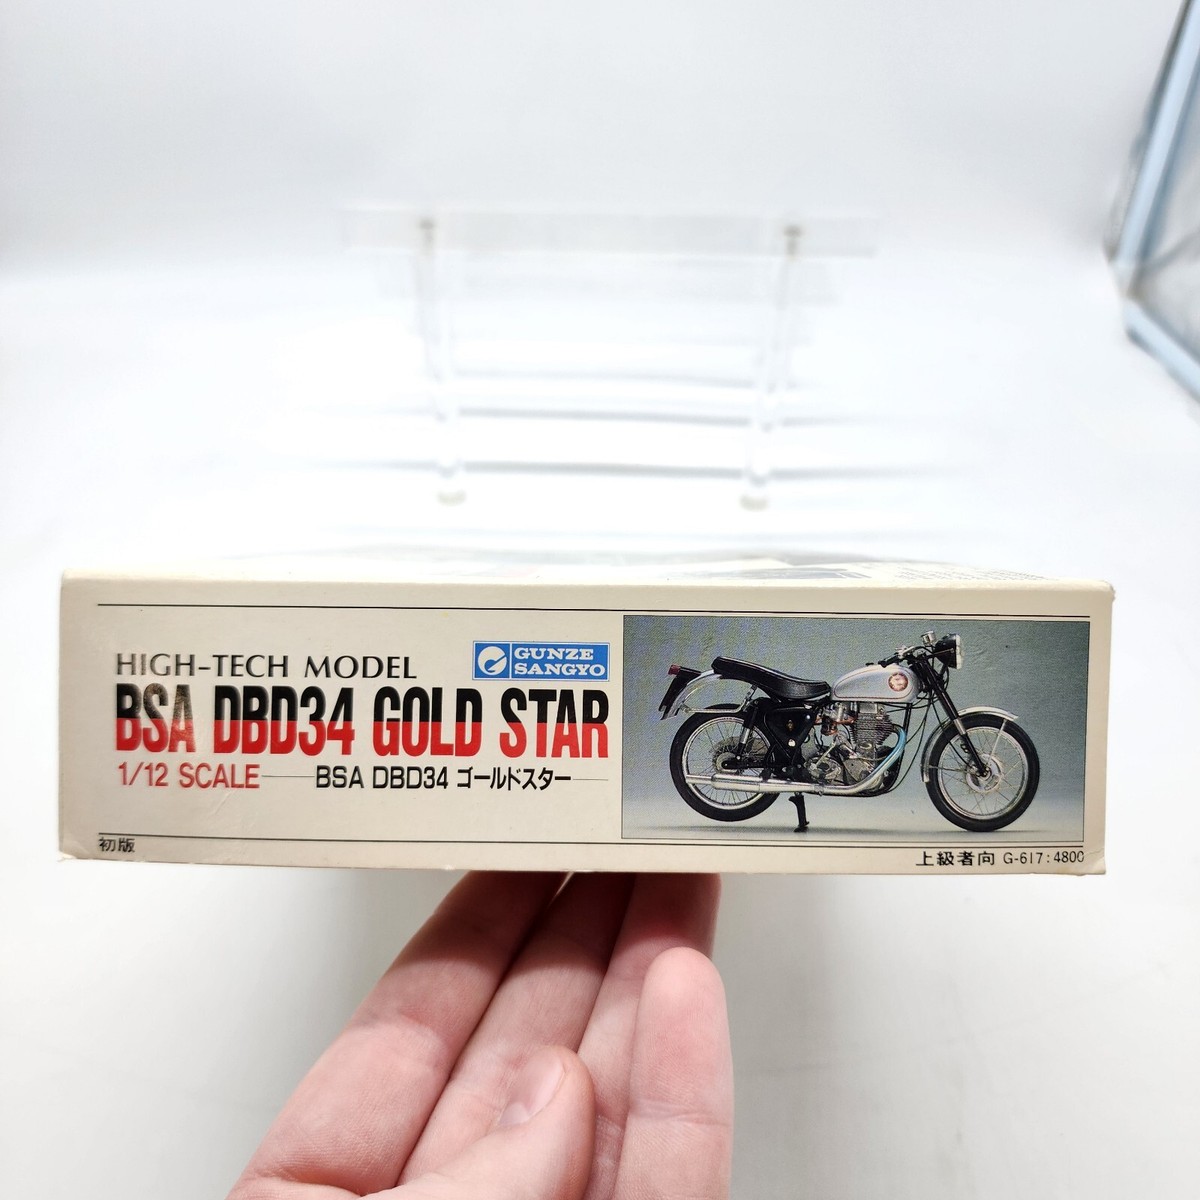 HIGH-TECH MODEL
GUNZE
SANGYO
BSA DBD34 GOLD STAR
1/12 SCALE
BSA DBD34 ゴールドスター
初版
上級者向 G-617:4800